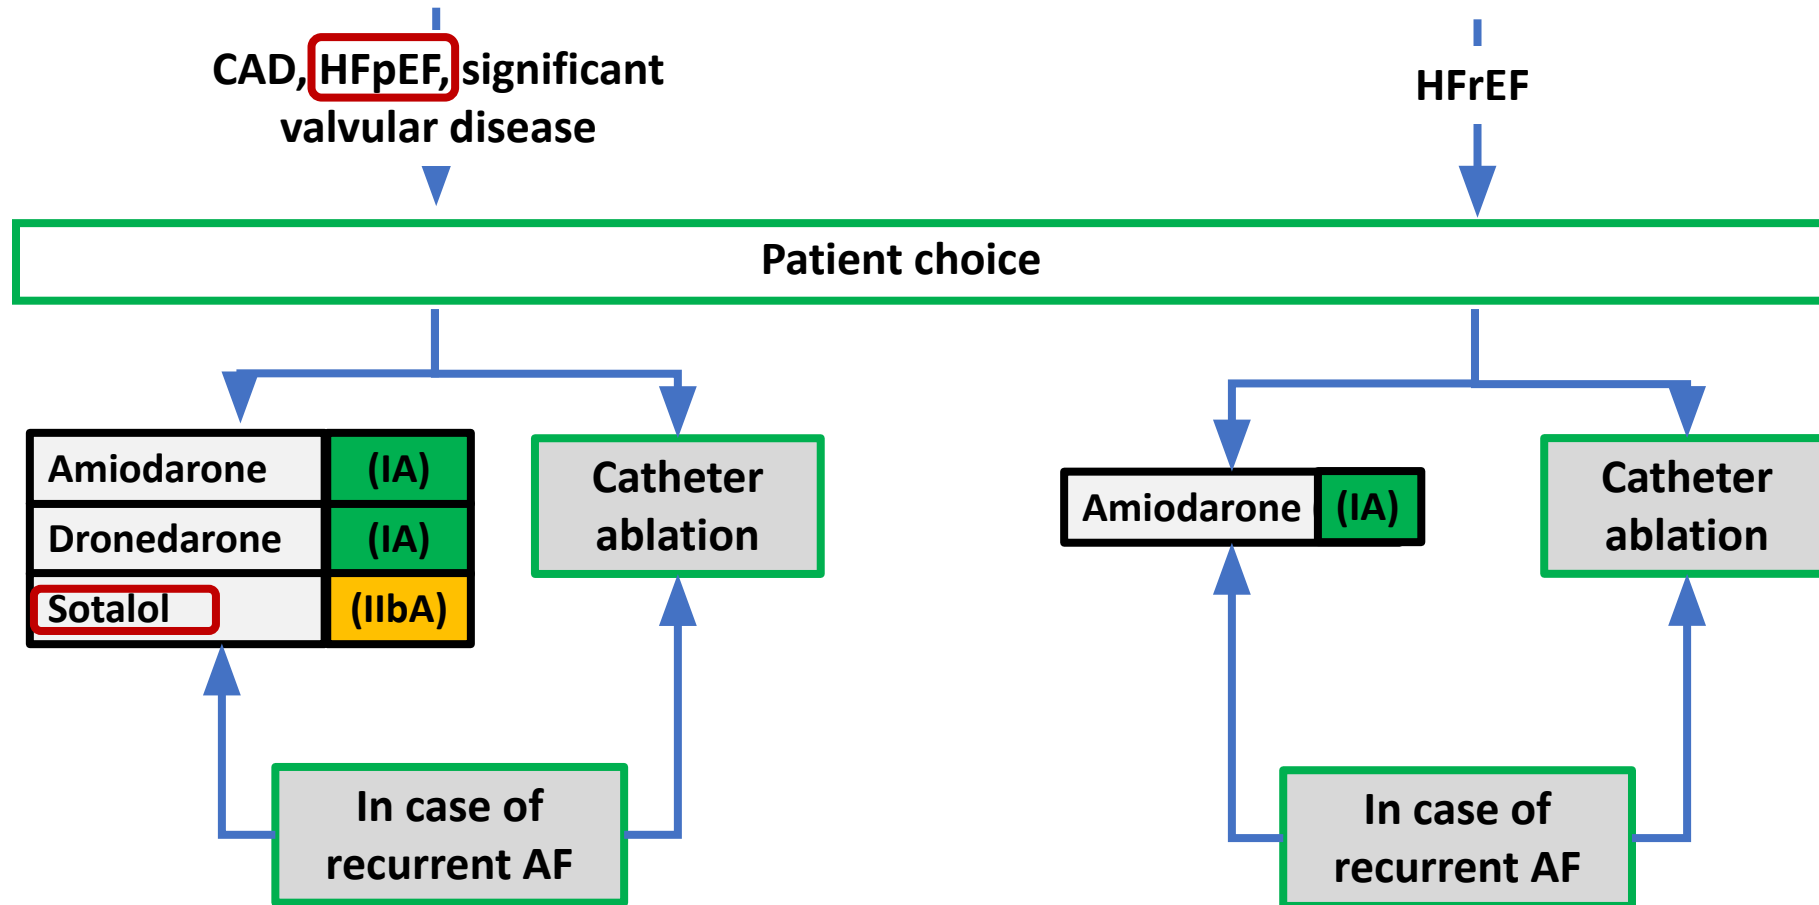 CAD, HFpEF, significant
valvular disease
HFrEF
Patient choice
Amiodarone (IA)
Dronedarone (IA)
Sotalol (IIbA)
Catheter
ablation
Amiodarone (IA)
Catheter
ablation
In case of
recurrent AF
In case of
recurrent AF